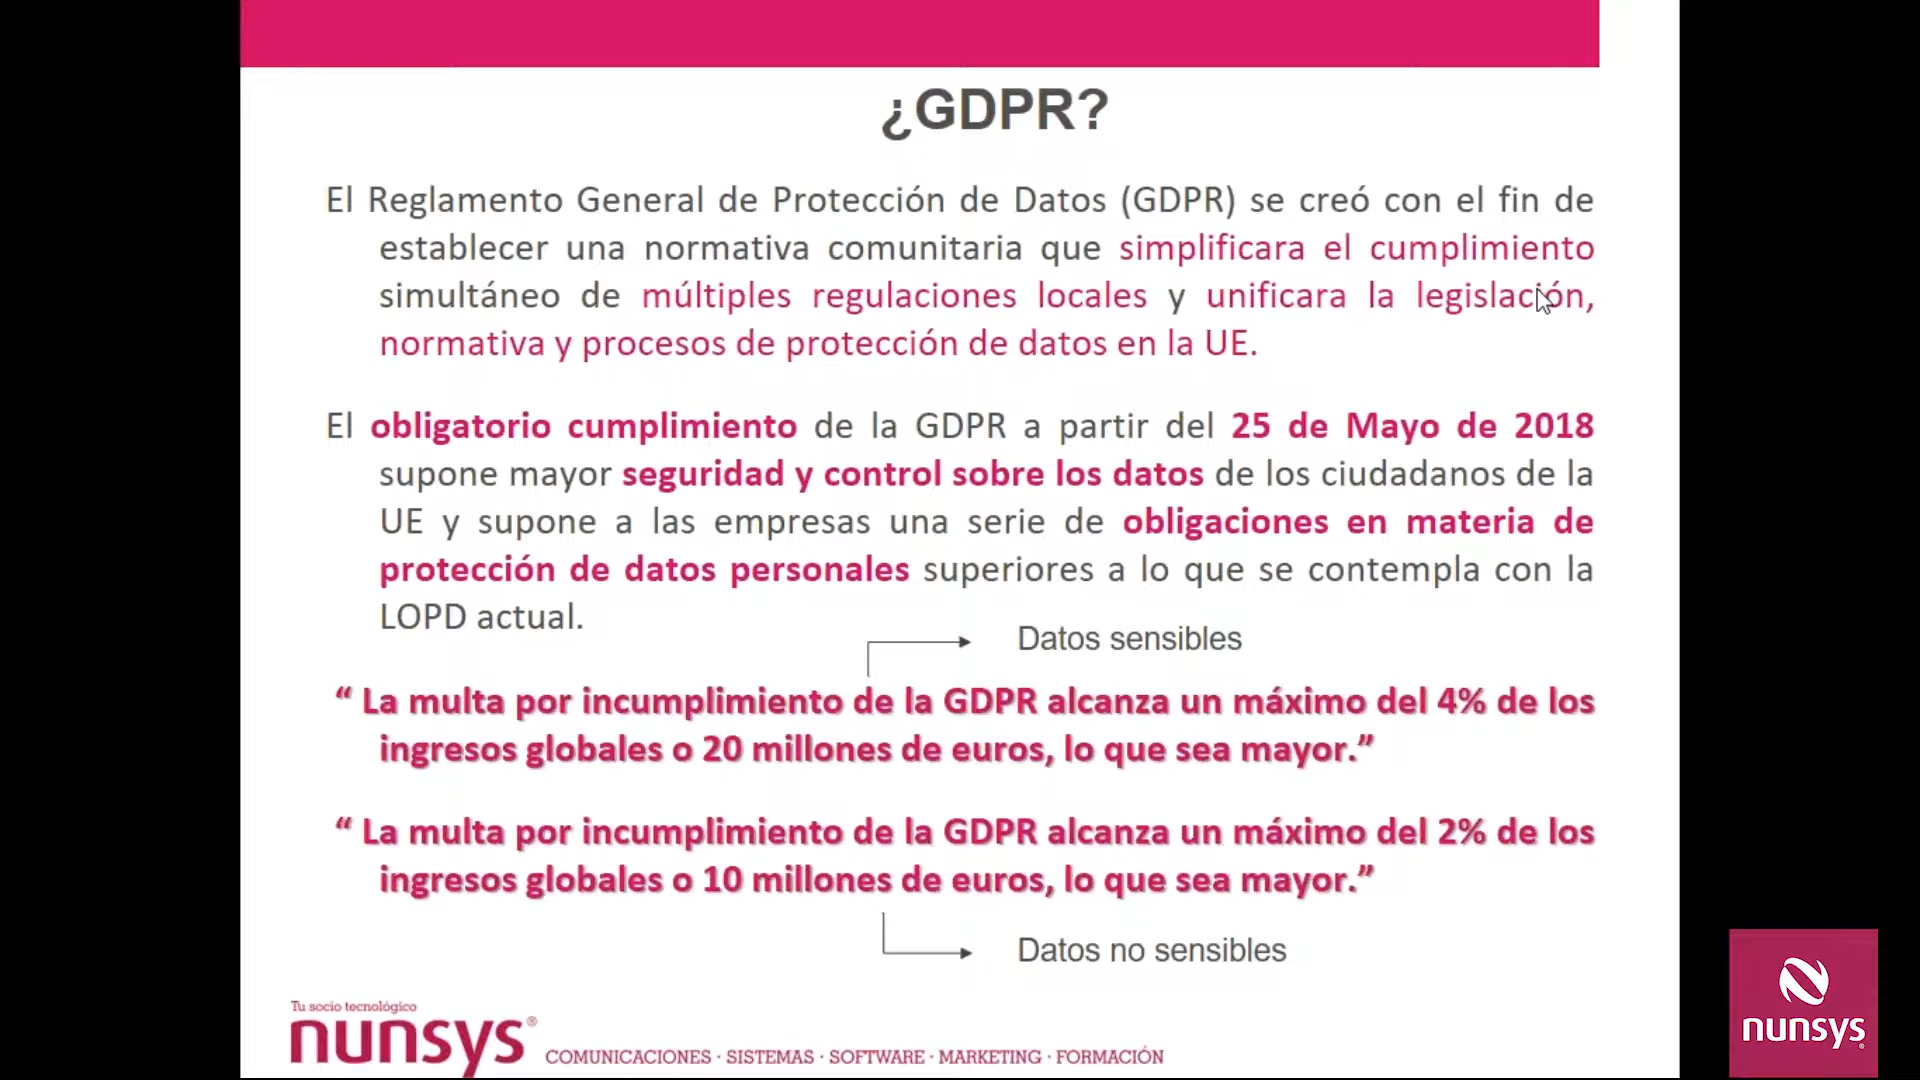 ¿GDPR?
El Reglamento General de Protección de Datos (GDPR) se creó con el fin de
establecer una normativa comunitaria que simplificara el cumplimiento
simultáneo de múltiples regulaciones locales y unificara la legislación,
normativa y procesos de protección de datos en la UE.
El obligatorio cumplimiento de la GDPR a partir del 25 de Mayo de 2018
supone mayor seguridad y control sobre los datos de los ciudadanos de la
UE y supone a las empresas una serie de obligaciones en materia de
protección de datos personales superiores a lo que se contempla con la
LOPD actual.
Datos sensibles
“ La multa por incumplimiento de la GDPR alcanza un máximo del 4% de los
ingresos globales o 20 millones de euros, lo que sea mayor.”
“ La multa por incumplimiento de la GDPR alcanza un máximo del 2% de los
ingresos globales o 10 millones de euros, lo que sea mayor.”
Datos no sensibles
Tu socio tecnológico
nunsys®
COMUNICACIONES · SISTEMAS · SOFTWARE · MARKETING · FORMACIÓN
nunsys®